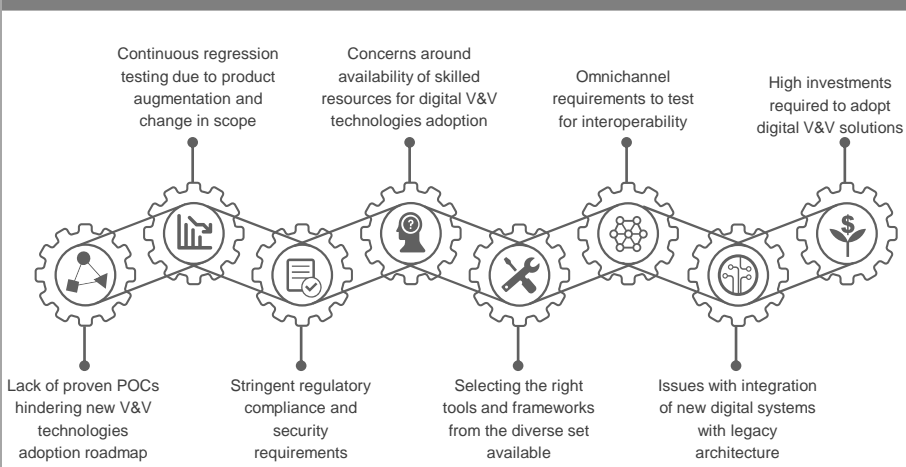 Continuous regression
testing due to product
augmentation and
change in scope
Concerns around
availability of skilled
resources for digital V&V
technologies adoption
Omnichannel
requirements to test
for interoperability
High investments
required to adopt
digital V&V solutions
?
$
Lack of proven POCs
hindering new V&V
technologies
adoption roadmap
Stringent regulatory
compliance and
security
requirements
Selecting the right
tools and frameworks
from the diverse set
available
Issues with integration
of new digital systems
with legacy
architecture